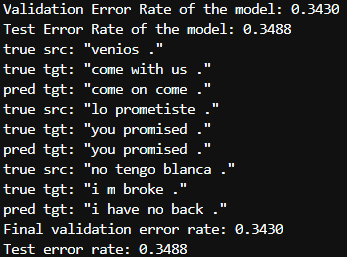 Validation Error Rate of the model: 0.3430
Test Error Rate of the model: 0.3488
true src: "venios ."
true tgt: "come with us ."
pred tgt: "come on come ."
true src: "lo prometiste ."
true tgt: "you promised ."
pred tgt: "you promised ."
true src: "no tengo blanca ."
true tgt: "i m broke ."
pred tgt: "i have no back ."
Final validation error rate: 0.3430
Test error rate: 0.3488